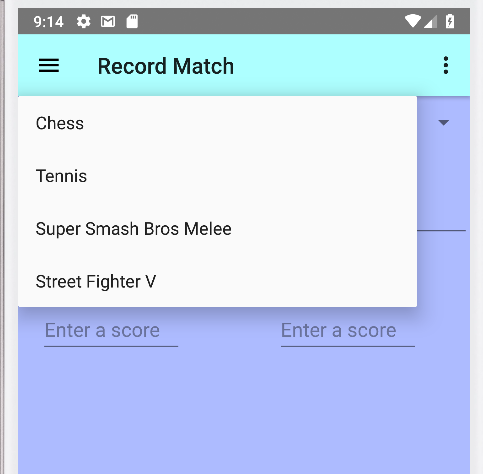 9:14
Record Match
Chess
Tennis
Super Smash Bros Melee
Street Fighter V
Enter a score Enter a score